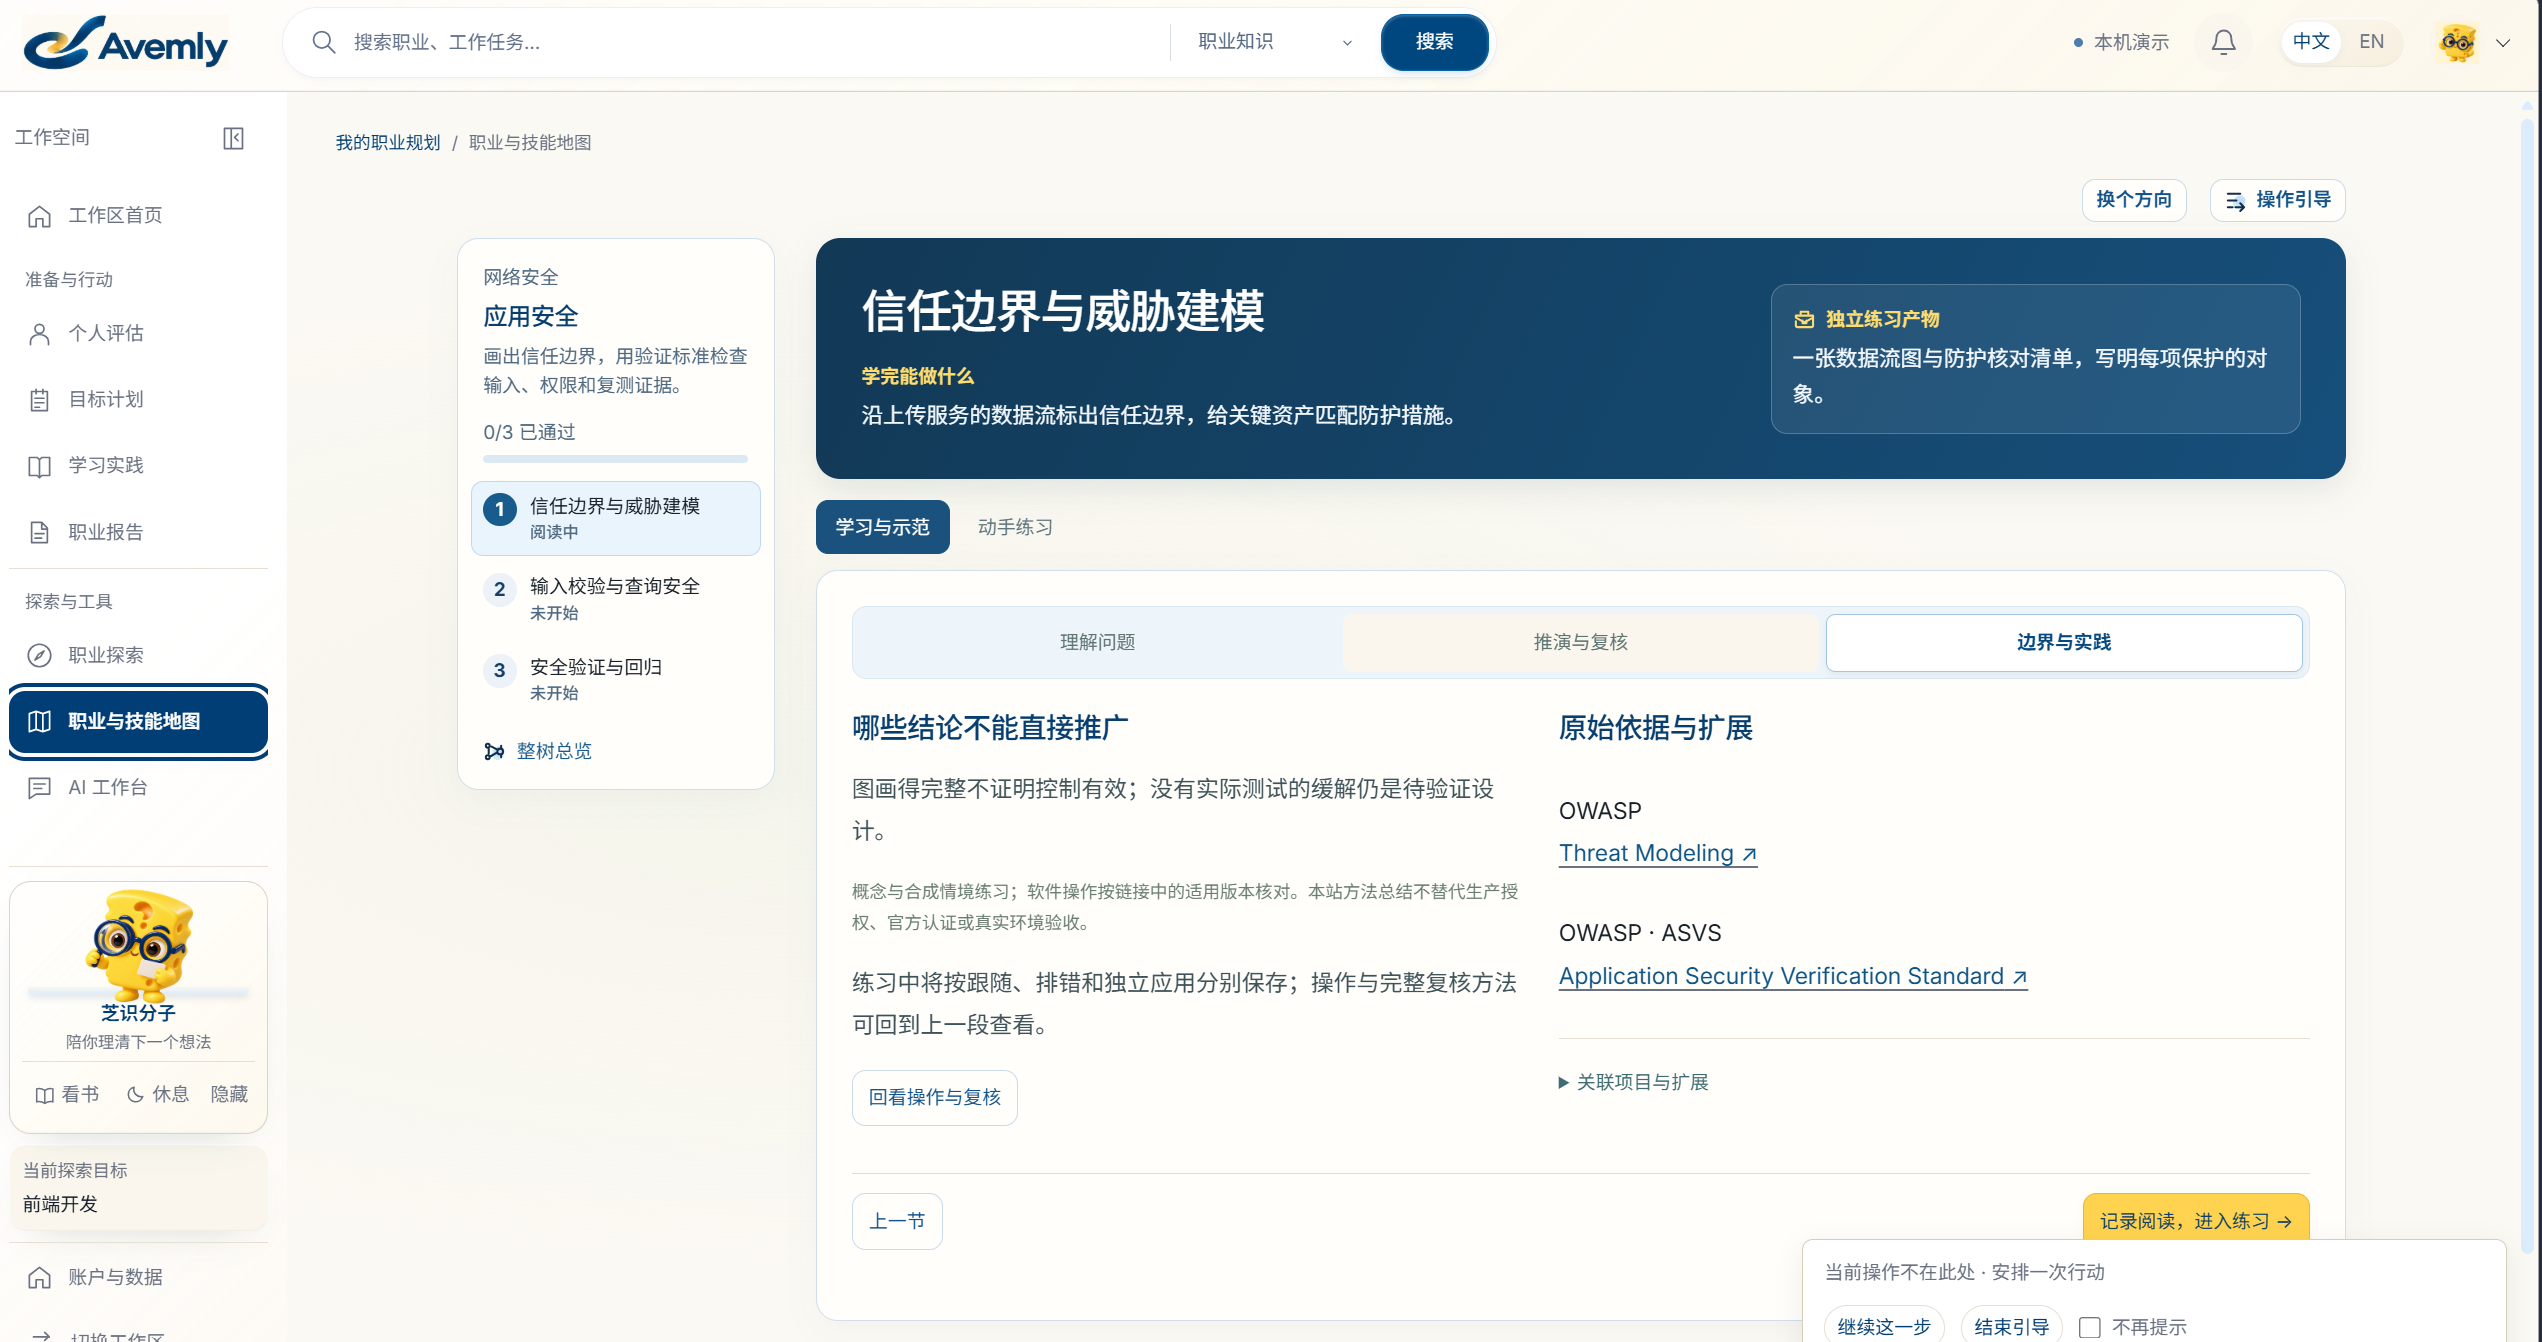 Avemly
搜索职业、工作任务...
职业知识
搜索
本机演示
中文
EN
工作空间
工作区首页
准备与行动
个人评估
目标计划
学习实践
职业报告
探索与工具
职业探索
职业与技能地图
AI 工作台
芝识分子
陪你理清下一个想法
看书
休息
隐藏
当前探索目标
前端开发
账户与数据
切换工作区
我的职业规划 / 职业与技能地图
换个方向
操作引导
网络安全
应用安全
画出信任边界，用验证标准检查
输入、权限和复测证据。
0/3 已通过
1
信任边界与威胁建模
阅读中
2
输入校验与查询安全
未开始
3
安全验证与回归
未开始
整树总览
信任边界与威胁建模
学完能做什么
沿上传服务的数据流标出信任边界，给关键资产匹配防护措施。
独立练习产物
一张数据流图与防护核对清单，写明每项保护的对
象。
学习与示范
动手练习
理解问题
推演与复核
边界与实践
哪些结论不能直接推广
图画得完整不证明控制有效；没有实际测试的缓解仍是待验证设
计。
概念与合成情境练习；软件操作按链接中的适用版本核对。本站方法总结不替代生产授
权、官方认证或真实环境验收。
练习中将按跟随、排错和独立应用分别保存；操作与完整复核方法
可回到上一段查看。
回看操作与复核
原始依据与扩展
OWASP
Threat Modeling ↗
OWASP · ASVS
Application Security Verification Standard ↗
▶ 关联项目与扩展
上一节
记录阅读，进入练习 →
当前操作不在此处 · 安排一次行动
继续这一步
结束引导
不再提示